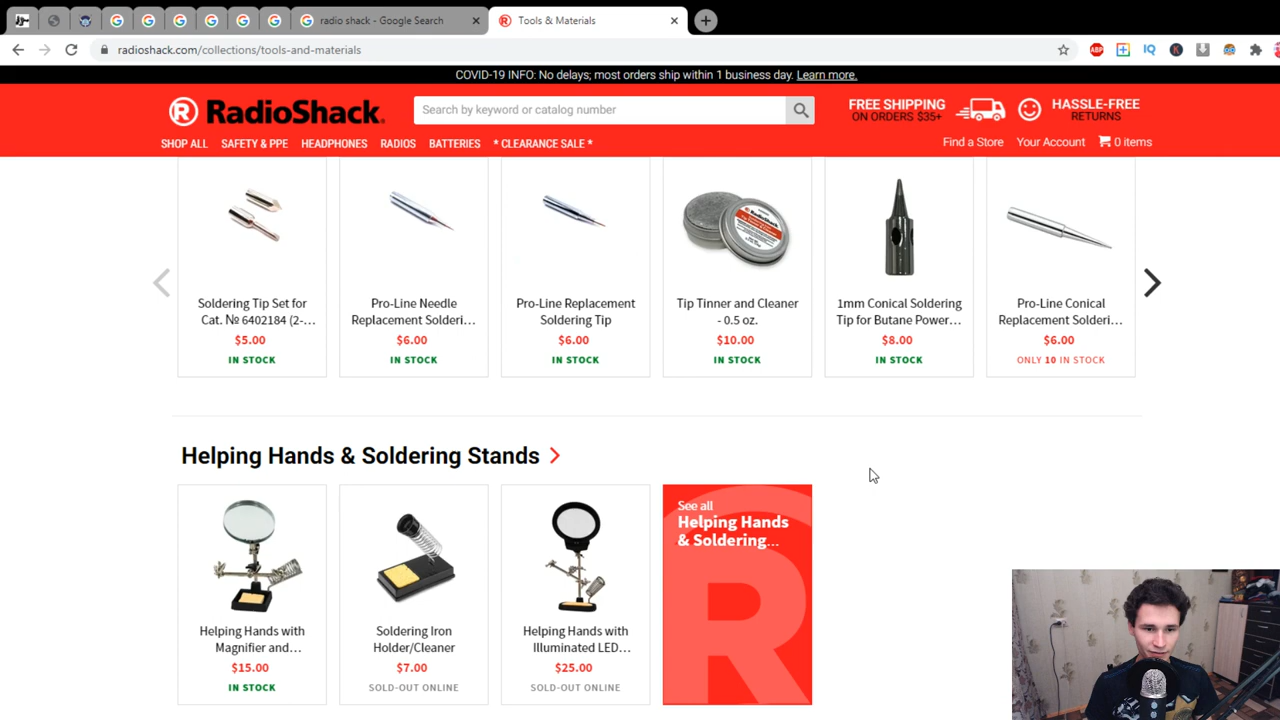 radio shack - Google Search
Tools & Materials
radioshack.com/collections/tools-and-materials
ABP
IQ
K
COVID-19 INFO: No delays; most orders ship within 1 business day. Learn more.
R RadioShack.
Search by keyword or catalog number
FREE SHIPPING
ON ORDERS $35+
HASSLE-FREE
RETURNS
SHOP ALL SAFETY & PPE HEADPHONES RADIOS BATTERIES * CLEARANCE SALE *
Find a Store Your Account 0 items
RadioShack
Soldering Tip Set for
Cat. № 6402184 (2-...
$5.00
IN STOCK
Pro-Line Needle
Replacement Solderi...
$6.00
IN STOCK
Pro-Line Replacement
Soldering Tip
$6.00
IN STOCK
Tip Tinner and Cleaner
- 0.5 oz.
$10.00
IN STOCK
1mm Conical Soldering
Tip for Butane Power...
$8.00
IN STOCK
Pro-Line Conical
Replacement Solderi...
$6.00
ONLY 10 IN STOCK
Helping Hands & Soldering Stands
Helping Hands with
Magnifier and...
$15.00
IN STOCK
Soldering Iron
Holder/Cleaner
$7.00
SOLD-OUT ONLINE
Helping Hands with
Illuminated LED...
$25.00
SOLD-OUT ONLINE
See all
Helping Hands
& Soldering...
R